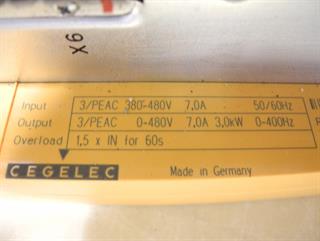 x 6
Input 3/PEAC 380-480V 7,0A 50/60Hz
Output 3/PEAC 0-480V 7,0A 3,0kW 0-400Hz
Overload 1,5 x IN for 60s
CEGELEC Made in Germany